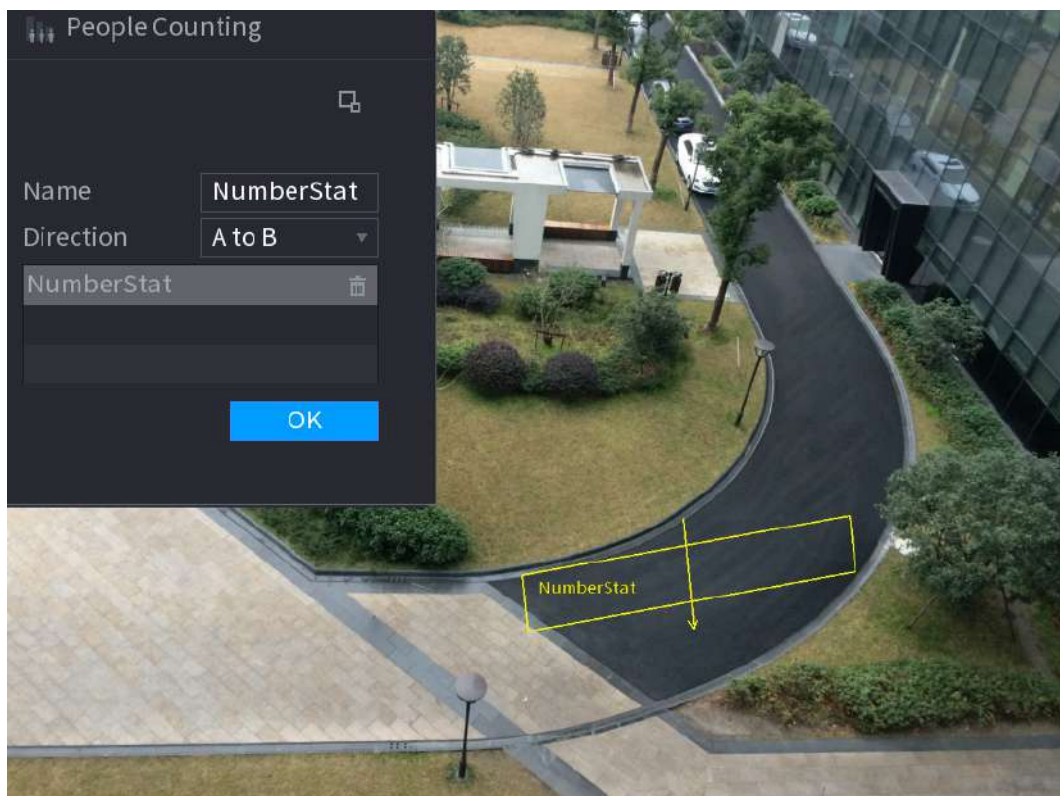 People Counting
Name NumberStat
Direction A to B
NumberStat
OK
NumberStat